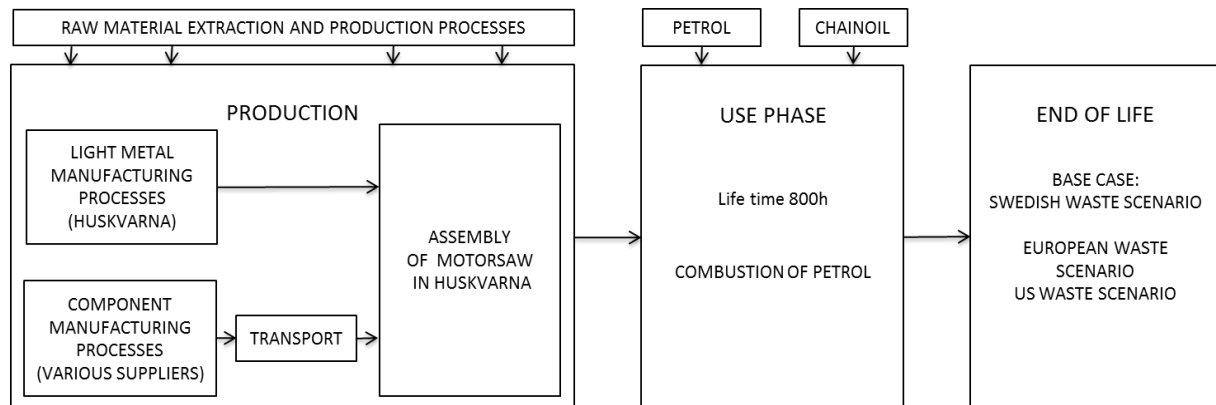 RAW MATERIAL EXTRACTION AND PRODUCTION PROCESSES
PETROL
CHAINOIL
PRODUCTION
LIGHT METAL
MANUFACTURING
PROCESSES
(HUSKVARNA)
COMPONENT
MANUFACTURING
PROCESSES
(VARIOUS SUPPLIERS)
TRANSPORT
ASSEMBLY
OF MOTORSAW
IN HUSKVARNA
USE PHASE
Life time 800h
COMBUSTION OF PETROL
END OF LIFE
BASE CASE:
SWEDISH WASTE SCENARIO
EUROPEAN WASTE
SCENARIO
US WASTE SCENARIO